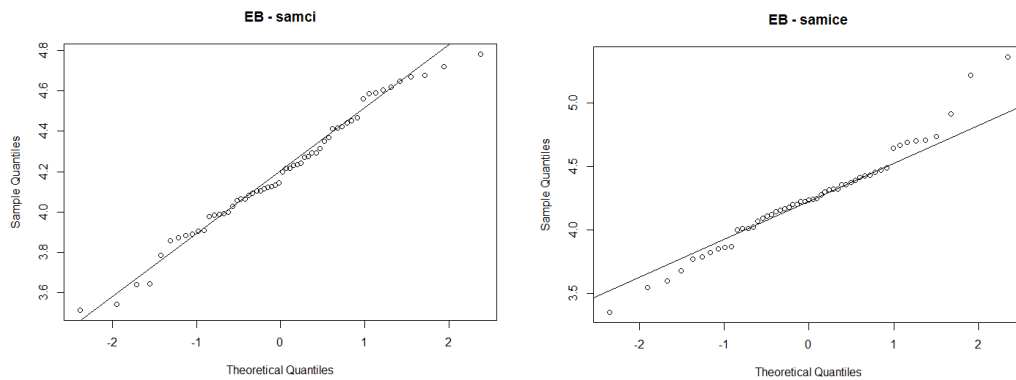 EB - samci
Sample Quantiles
4.8
4.6
4.4
4.2
4.0
3.8
3.6
-2 -1 0 1 2
Theoretical Quantiles
EB - samice
Sample Quantiles
5.0
4.5
4.0
3.5
-2 -1 0 1 2
Theoretical Quantiles